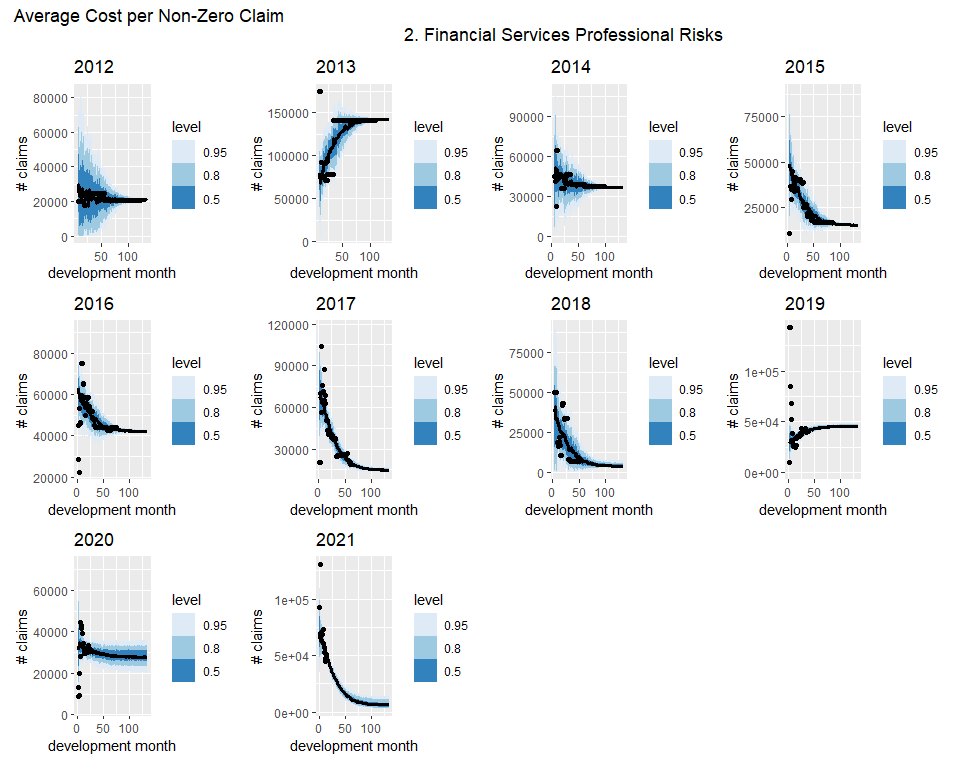 Average Cost per Non-Zero Claim
2. Financial Services Professional Risks
2012
# claims
80000
60000
40000
20000
0
50 100
development month
level
0.95
0.8
0.5
2013
# claims
150000
100000
50000
0
50 100
development month
level
0.95
0.8
0.5
2014
# claims
90000
60000
30000
0
0 50 100
development month
level
0.95
0.8
0.5
2015
# claims
75000
50000
25000
0 50 100
development month
level
0.95
0.8
0.5
2016
# claims
80000
60000
40000
20000
0 50 100
development month
level
0.95
0.8
0.5
2017
# claims
120000
90000
60000
30000
0 50 100
development month
level
0.95
0.8
0.5
2018
# claims
75000
50000
25000
0
0 50 100
development month
level
0.95
0.8
0.5
2019
# claims
1e+05
5e+04
0e+00
0 50 100
development month
level
0.95
0.8
0.5
2020
# claims
60000
40000
20000
0
0 50 100
development month
level
0.95
0.8
0.5
2021
# claims
1e+05
5e+04
0e+00
0 50 100
development month
level
0.95
0.8
0.5